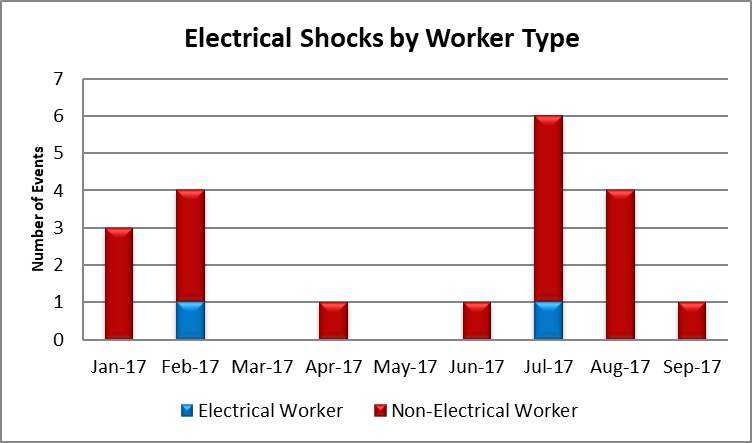 Electrical Shocks by Worker Type
Number of Events
7
6
5
4
3
2
1
0
Jan-17 Feb-17 Mar-17 Apr-17 May-17 Jun-17 Jul-17 Aug-17 Sep-17
Electrical Worker Non-Electrical Worker